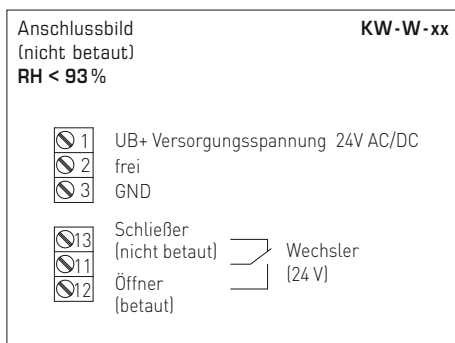 Anschlussbild KW-W-xx
(nicht betaut)
RH < 93 %
1 UB+ Versorgungsspannung 24V AC/DC
2 frei
3 GND
13 Schließer
(nicht betaut)
11
12 Öffner
(betaut)
Wechsler
(24 V)